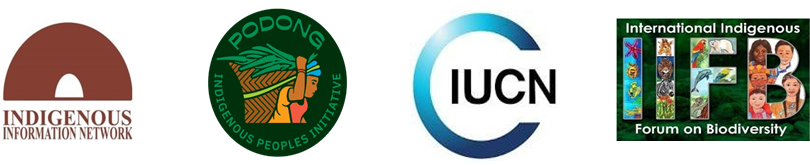 INDIGENOUS
INFORMATION NETWORK
PODONG
INDIGENOUS PEOPLES INITIATIVE
IUCN
International Indigenous
IIFB
Forum on Biodiversity